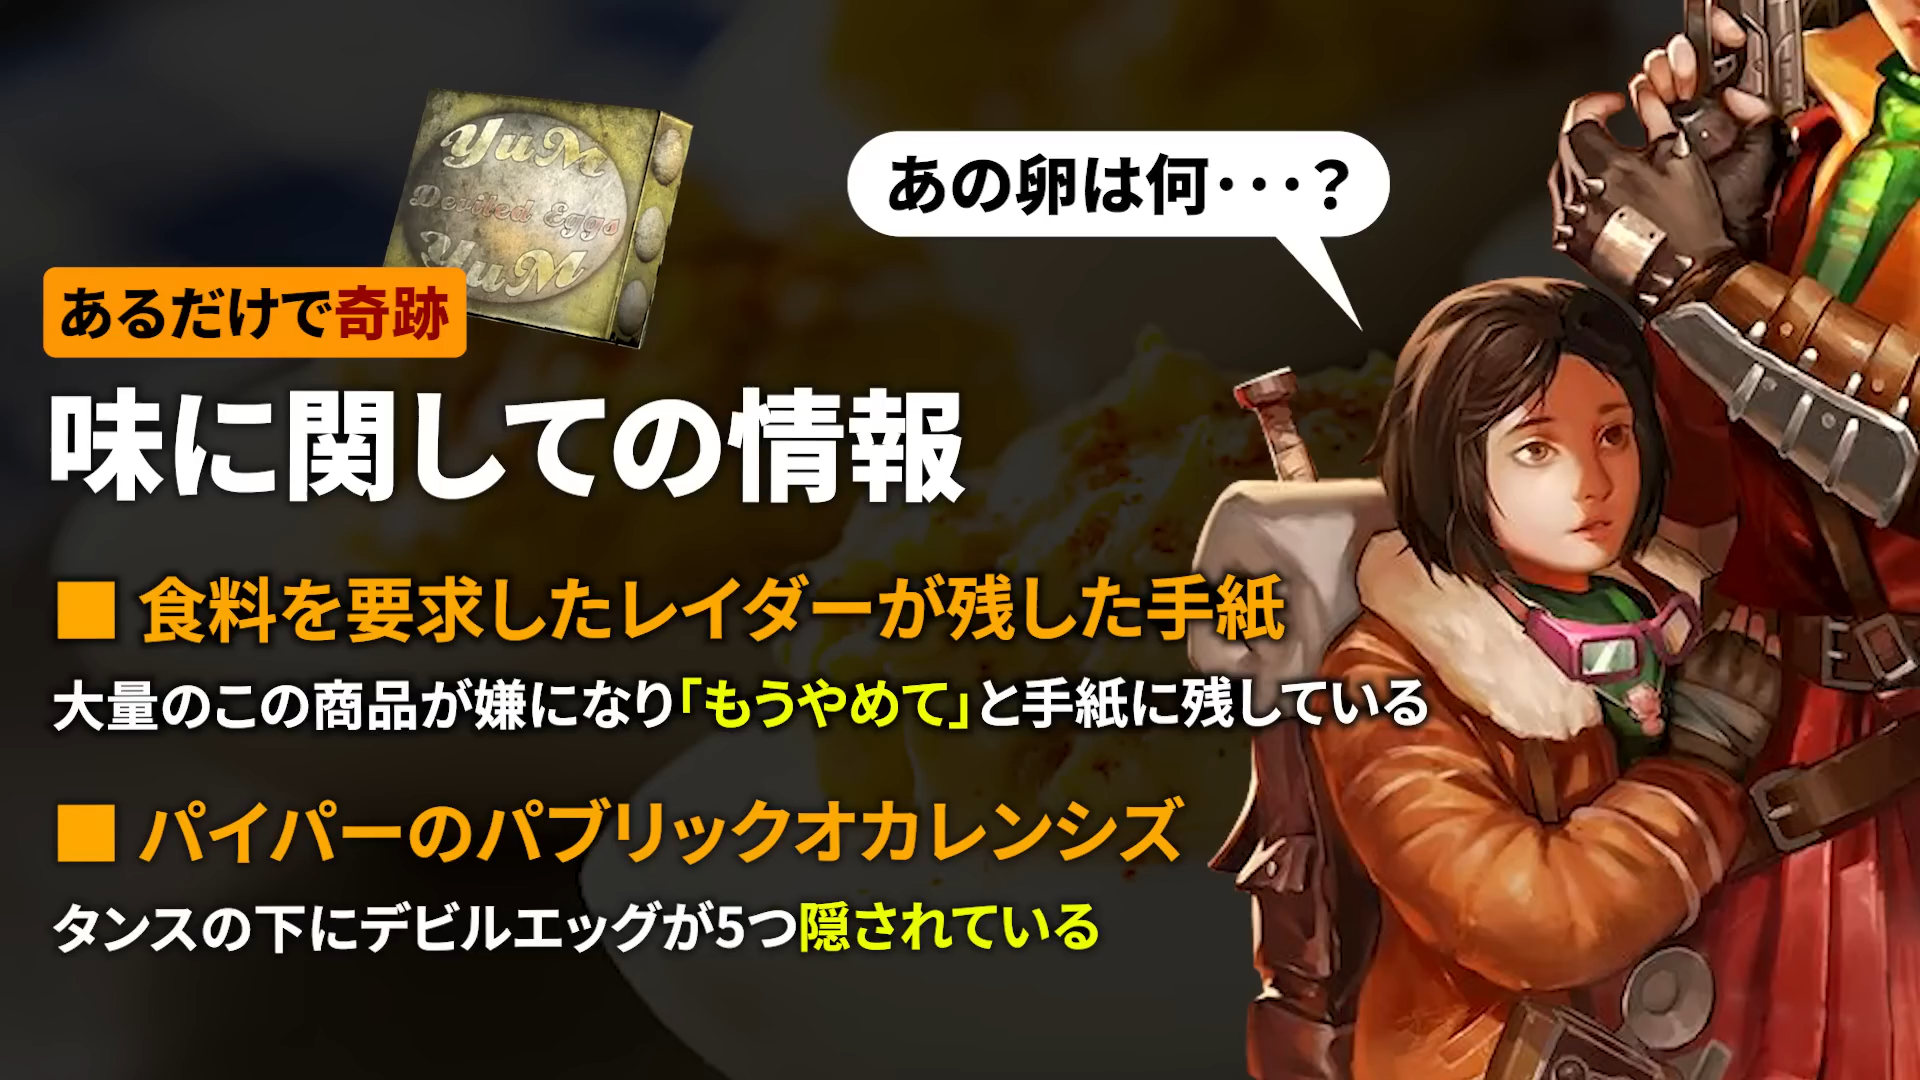 YuM
Deviled Eggs
YuM
あの卵は何･･･？
あるだけで奇跡
味に関しての情報
■ 食料を要求したレイダーが残した手紙
大量のこの商品が嫌になり「もうやめて」と手紙に残している
■ パイパーのパブリックオカレンシズ
タンスの下にデビルエッグが5つ隠されている